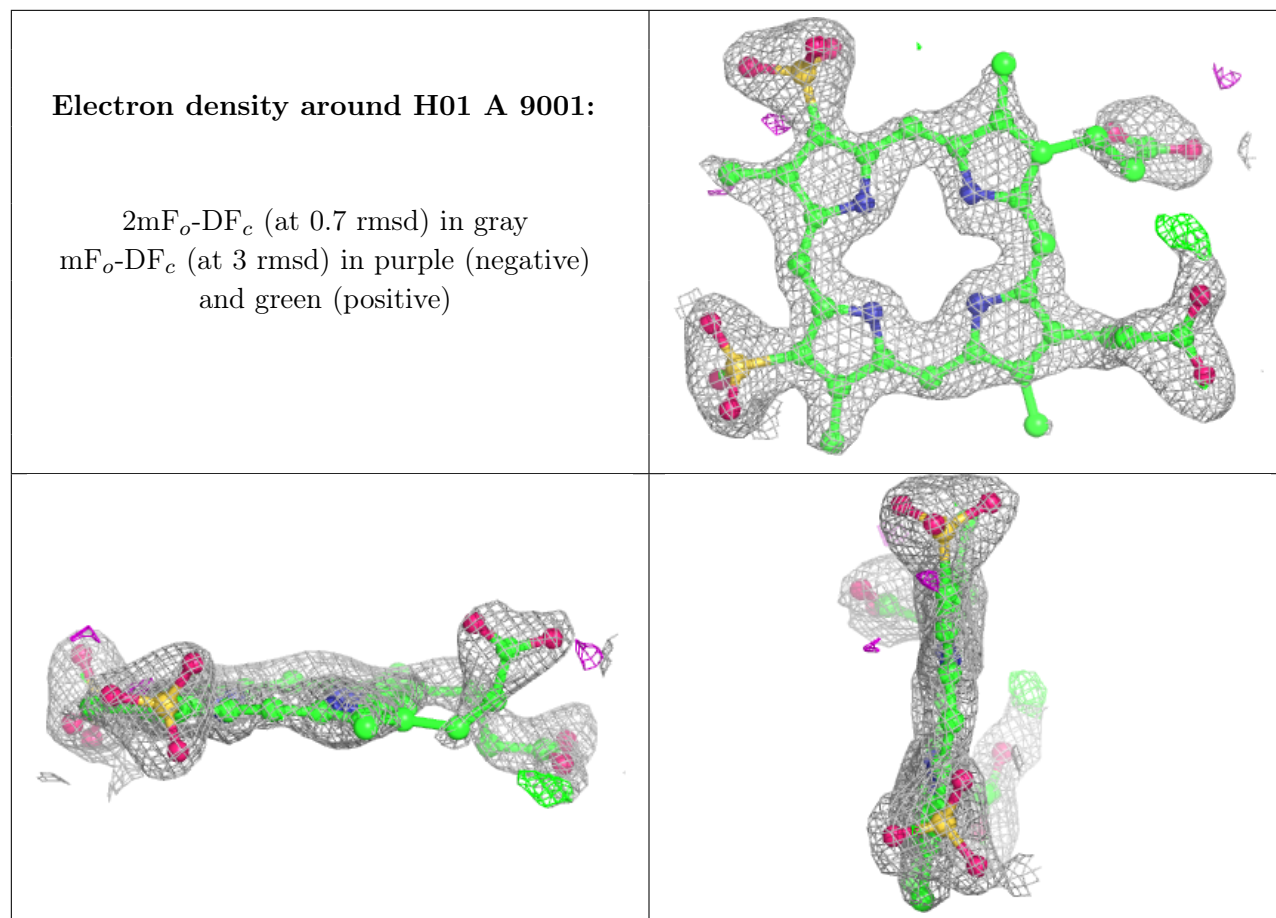 Electron density around H01 A 9001:
2mFₒ-DF𝒸 (at 0.7 rmsd) in gray
mFₒ-DF𝒸 (at 3 rmsd) in purple (negative)
and green (positive)